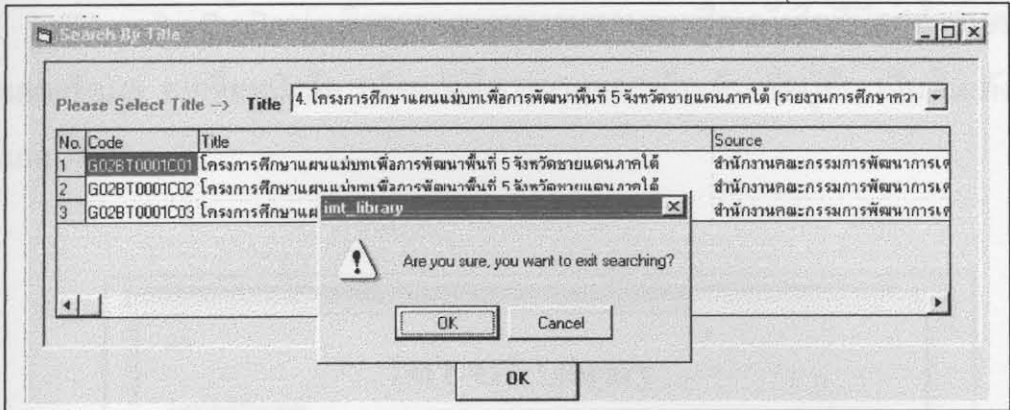 Search By Title
Please Select Title --> Title 4. โครงการศึกษาแผนแม่บทเพื่อการพัฒนาพื้นที่ 5 จังหวัดชายแดนภาคใต้ (รายงานการศึกษาควา
No. Code Title Source
1 G02BT0001C01 โครงการศึกษาแผนแม่บทเพื่อการพัฒนาพื้นที่ 5 จังหวัดชายแดนภาคใต้ สำนักงานคณะกรรมการพัฒนาการเศ
2 G02BT0001C02 โครงการศึกษาแผนแม่บทเพื่อการพัฒนาพื้นที่ 5 จังหวัดชายแดนภาคใต้ สำนักงานคณะกรรมการพัฒนาการเศ
3 G02BT0001C03 โครงการศึกษาแผ สำนักงานคณะกรรมการพัฒนาการเศ
imt_library
Are you sure, you want to exit searching?
OK Cancel
OK